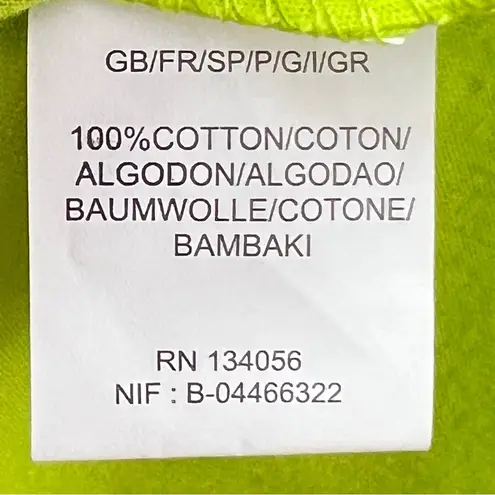 GB/FR/SP/P/G/I/GR
100%COTTON/COTON/
ALGODON/ALGODAO/
BAUMWOLLE/COTONE/
BAMBAKI
RN 134056
NIF : B-04466322